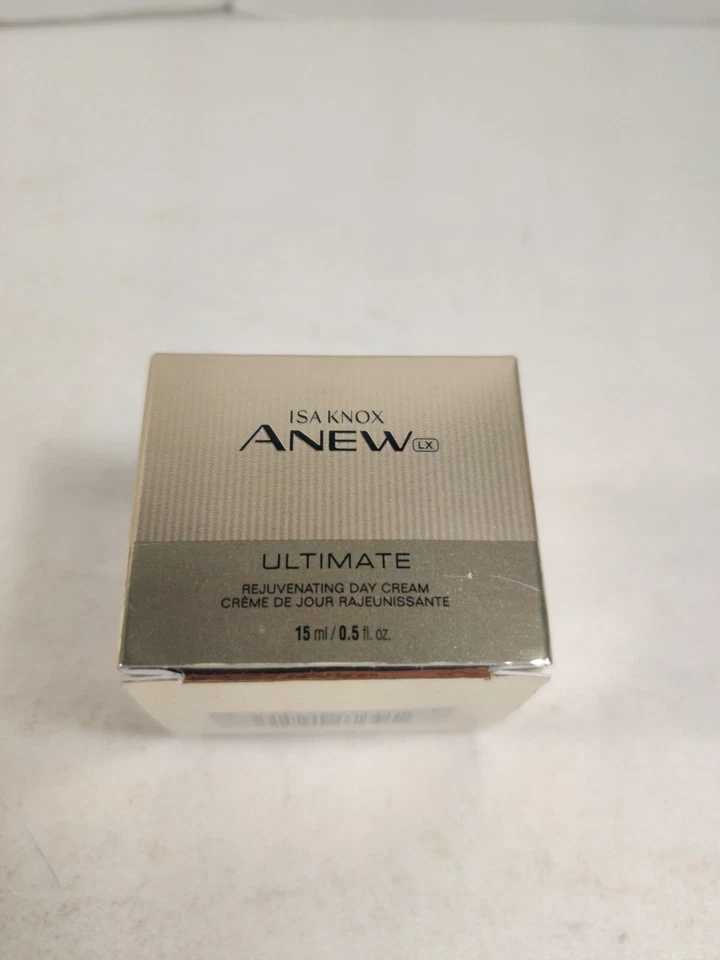 ISA KNOX
ANEW LX
ULTIMATE
REJUVENATING DAY CREAM
CRÈME DE JOUR RAJEUNISSANTE
15 ml / 0.5 fl. oz.